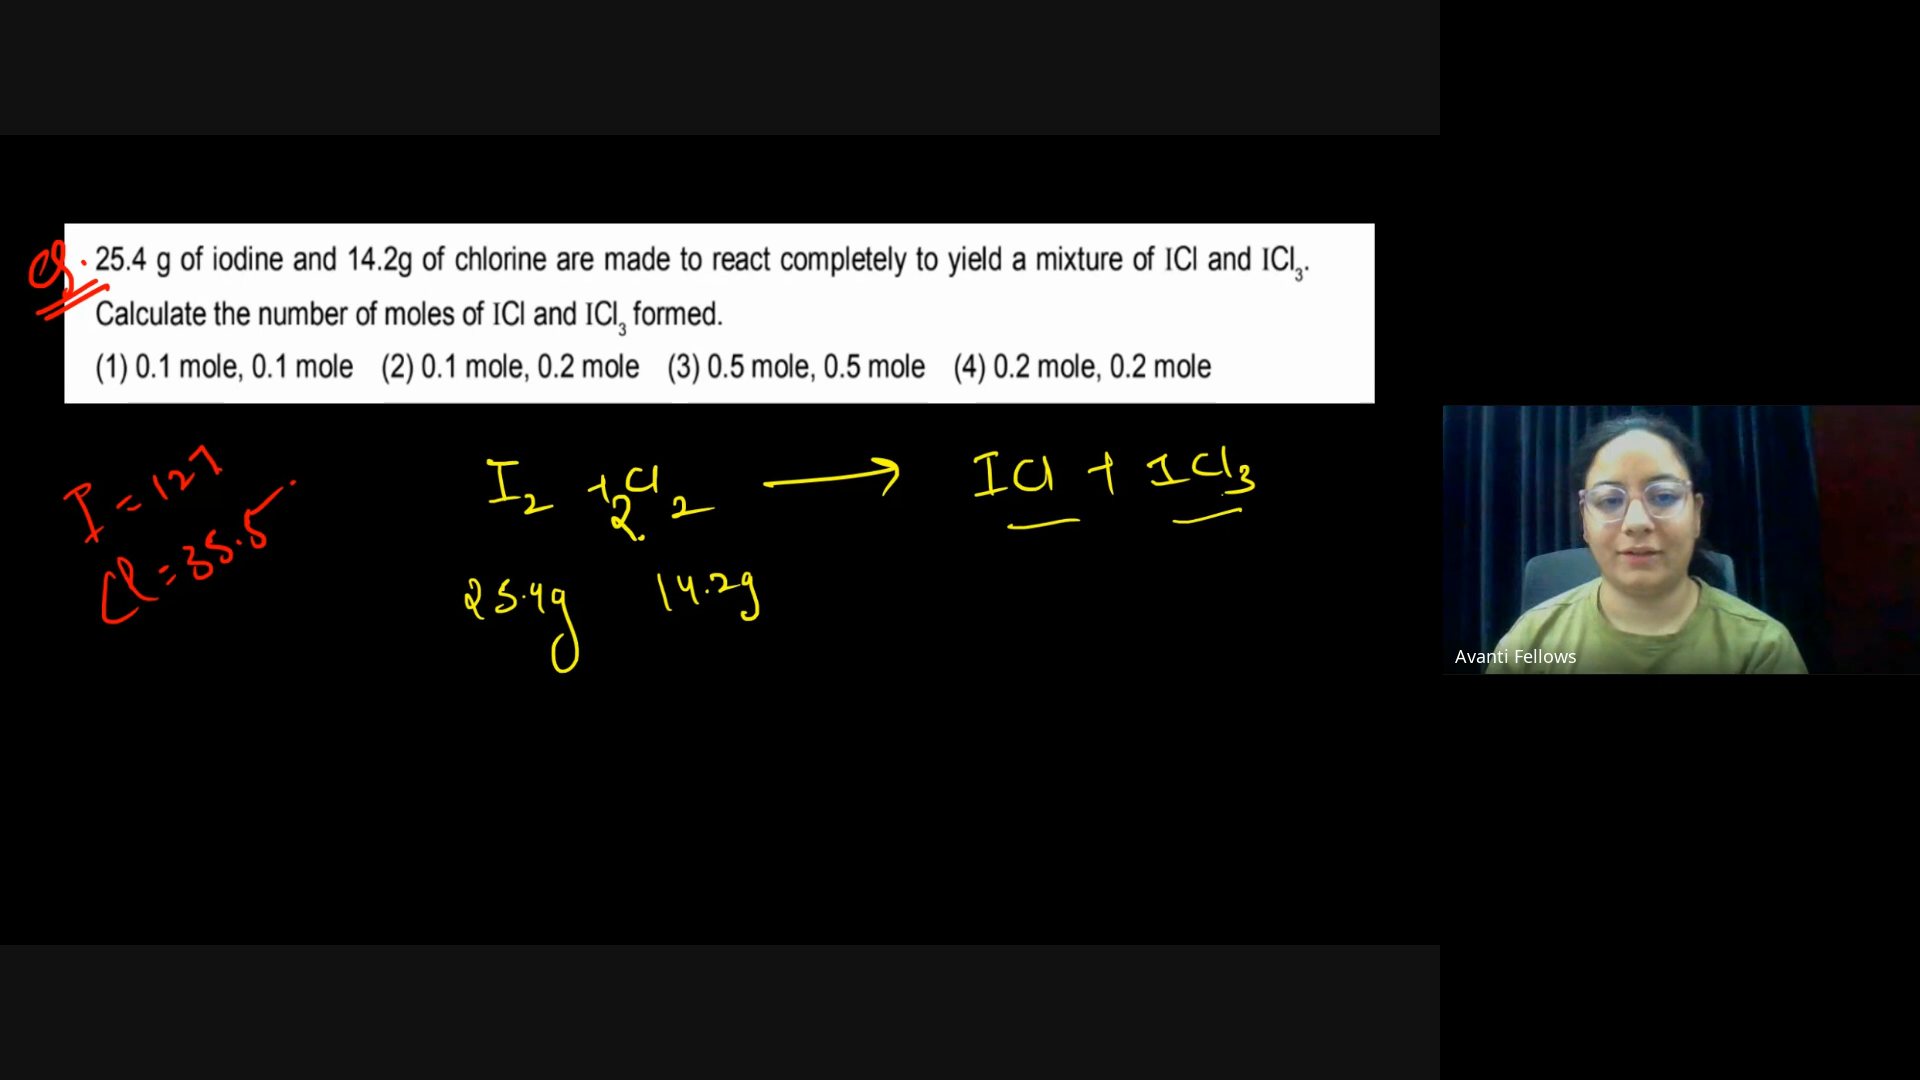 Q. 25.4 g of iodine and 14.2g of chlorine are made to react completely to yield a mixture of ICl and ICl₃.
Calculate the number of moles of ICl and ICl₃ formed.
(1) 0.1 mole, 0.1 mole (2) 0.1 mole, 0.2 mole (3) 0.5 mole, 0.5 mole (4) 0.2 mole, 0.2 mole
I = 127
Cl = 35.5
I₂ + 2Cl₂ ⟶ ICl + ICl₃
25.4g 14.2g
Avanti Fellows